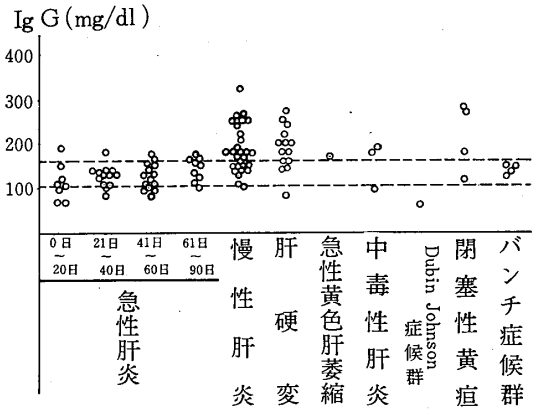 Ig G (mg/dl)
400
300
200
100
0日 21日 41日 61日
～ ～ ～ ～
20日 40日 60日 90日
急性肝炎
慢性肝炎
肝硬変
急性黄色肝萎縮
中毒性肝炎
Dubin Johnson
症候群
閉塞性黄疸
バンチ症候群